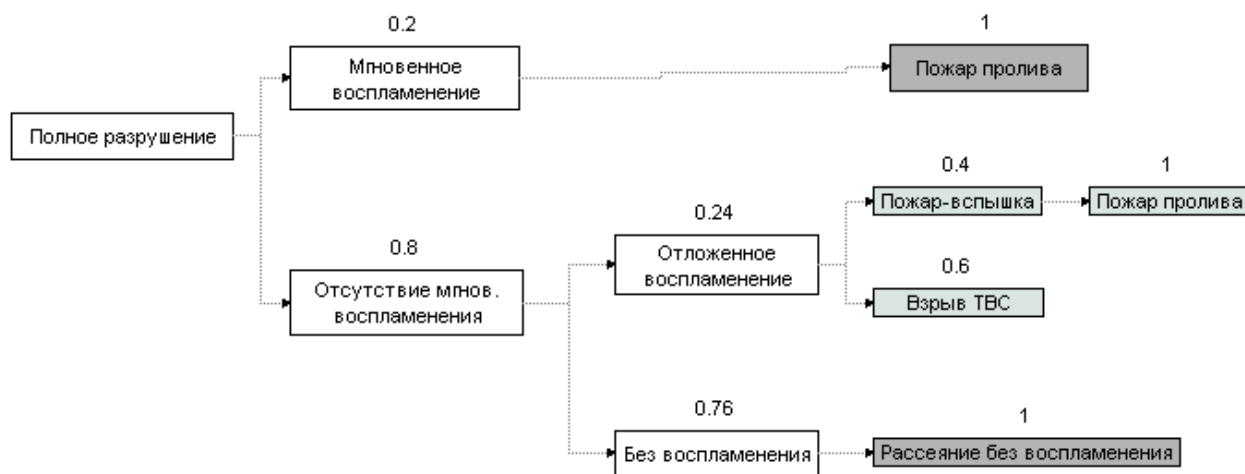 0.2
1
Мгновенное
воспламенение
Пожар пролива
Полное разрушение
0.4
1
Пожар-вспышка
Пожар пролива
0.24
Отложенное
воспламенение
0.8
0.6
Отсутствие мгнов.
воспламенения
Взрыв ТВС
0.76
1
Без воспламенения
Рассеяние без воспламенения